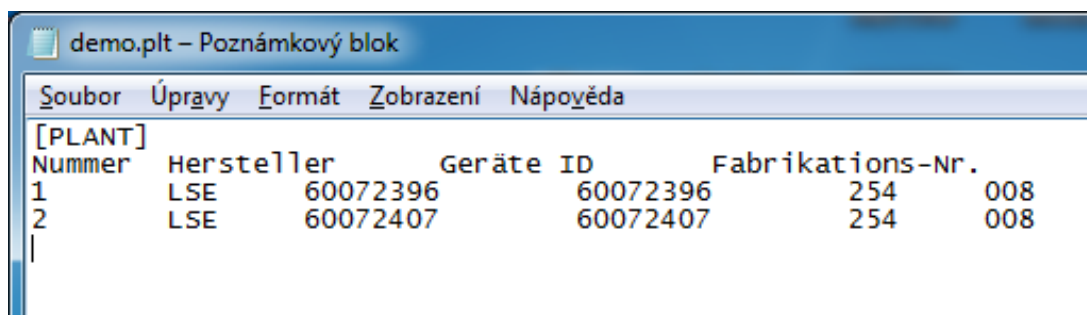 demo.plt – Poznámkový blok
Soubor Úpravy Formát Zobrazení Nápověda
[PLANT]
Nummer Hersteller Geräte ID Fabrikations-Nr.
1 LSE 60072396 60072396 254 008
2 LSE 60072407 60072407 254 008